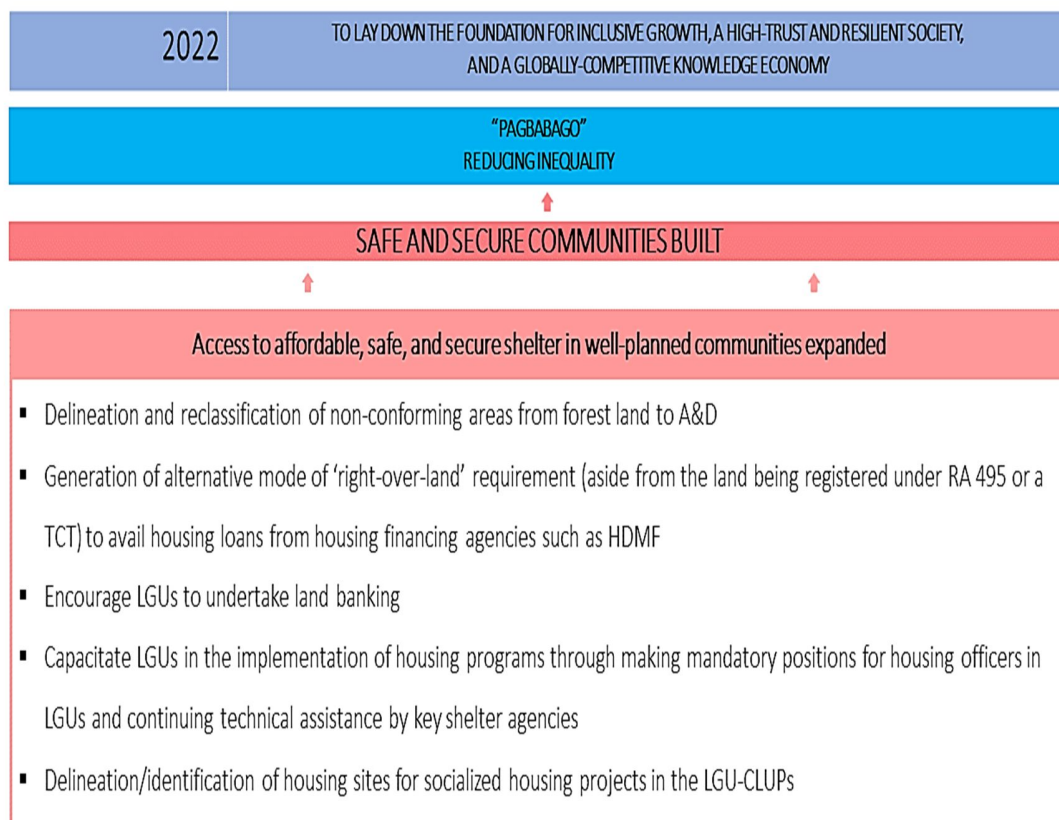 2022
TO LAY DOWN THE FOUNDATION FOR INCLUSIVE GROWTH, A HIGH-TRUST AND RESILIENT SOCIETY,
AND A GLOBALLY-COMPETITIVE KNOWLEDGE ECONOMY
“PAGBABAGO”
REDUCING INEQUALITY
SAFE AND SECURE COMMUNITIES BUILT
Access to affordable, safe, and secure shelter in well-planned communities expanded
▪ Delineation and reclassification of non-conforming areas from forest land to A&D
▪ Generation of alternative mode of ‘right-over-land’ requirement (aside from the land being registered under RA 495 or a
TCT) to avail housing loans from housing financing agencies such as HDMF
▪ Encourage LGUs to undertake land banking
▪ Capacitate LGUs in the implementation of housing programs through making mandatory positions for housing officers in
LGUs and continuing technical assistance by key shelter agencies
▪ Delineation/identification of housing sites for socialized housing projects in the LGU-CLUPs